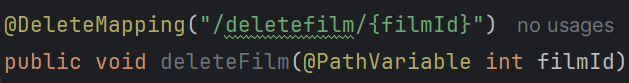 @DeleteMapping("/deletefilm/{filmId}") no usages
public void deleteFilm(@PathVariable int filmId)